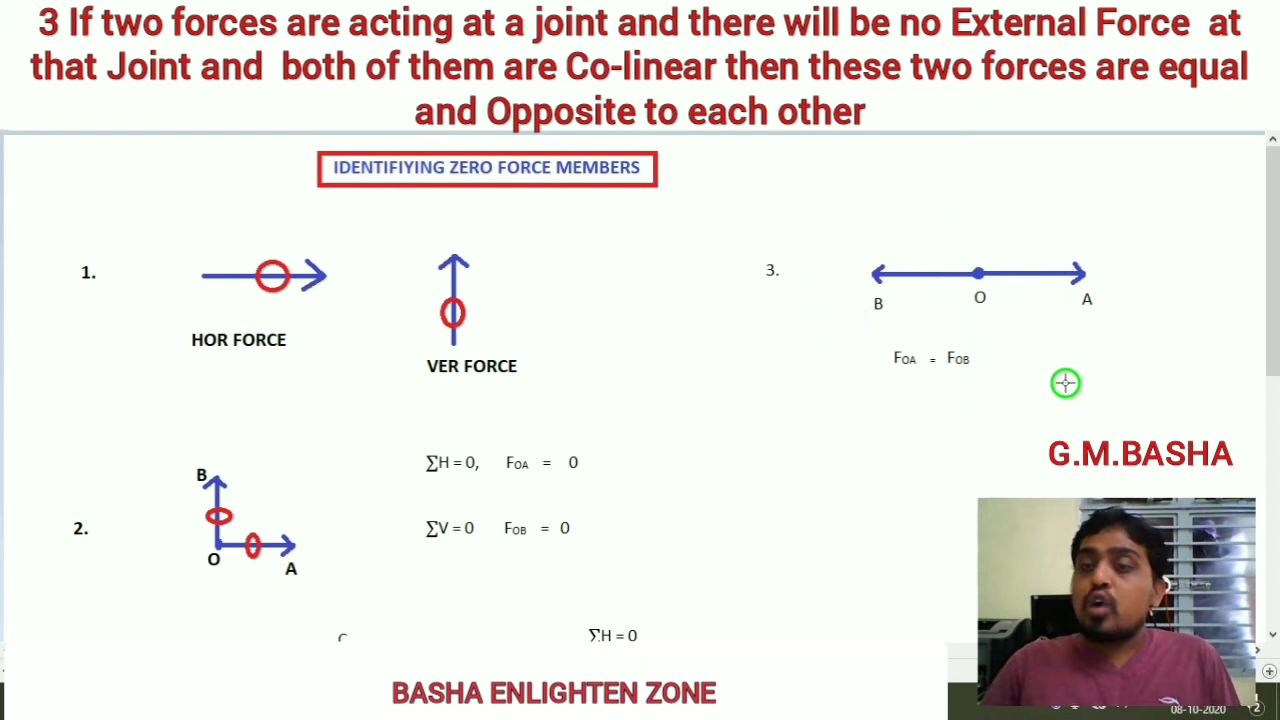 3 If two forces are acting at a joint and there will be no External Force at
that Joint and both of them are Co-linear then these two forces are equal
and Opposite to each other
IDENTIFIYING ZERO FORCE MEMBERS
1.
HOR FORCE
VER FORCE
3.
B O A
FOA = FOB
G.M.BASHA
2.
B
O
A
∑H = 0, FOA = 0
∑V = 0 FOB = 0
C
∑H = 0
BASHA ENLIGHTEN ZONE
08-10-2020
2